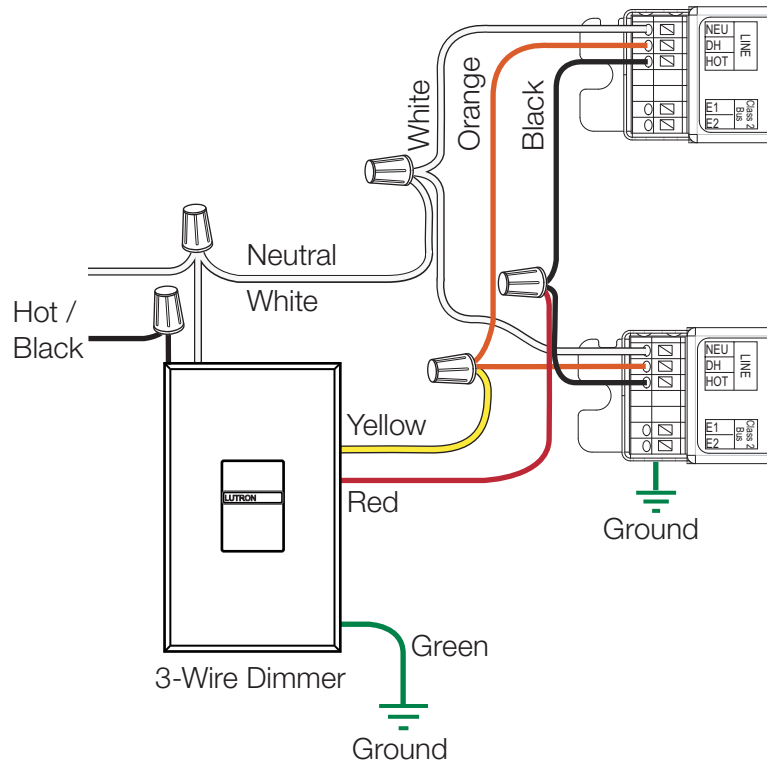 NEU
DH
HOT
LINE
E1
E2
Class 2
Bus
White
Orange
Black
Neutral
White
Hot /
Black
NEU
DH
HOT
LINE
E1
E2
Class 2
Bus
Yellow
Red
LUTRON
Ground
Green
3-Wire Dimmer
Ground